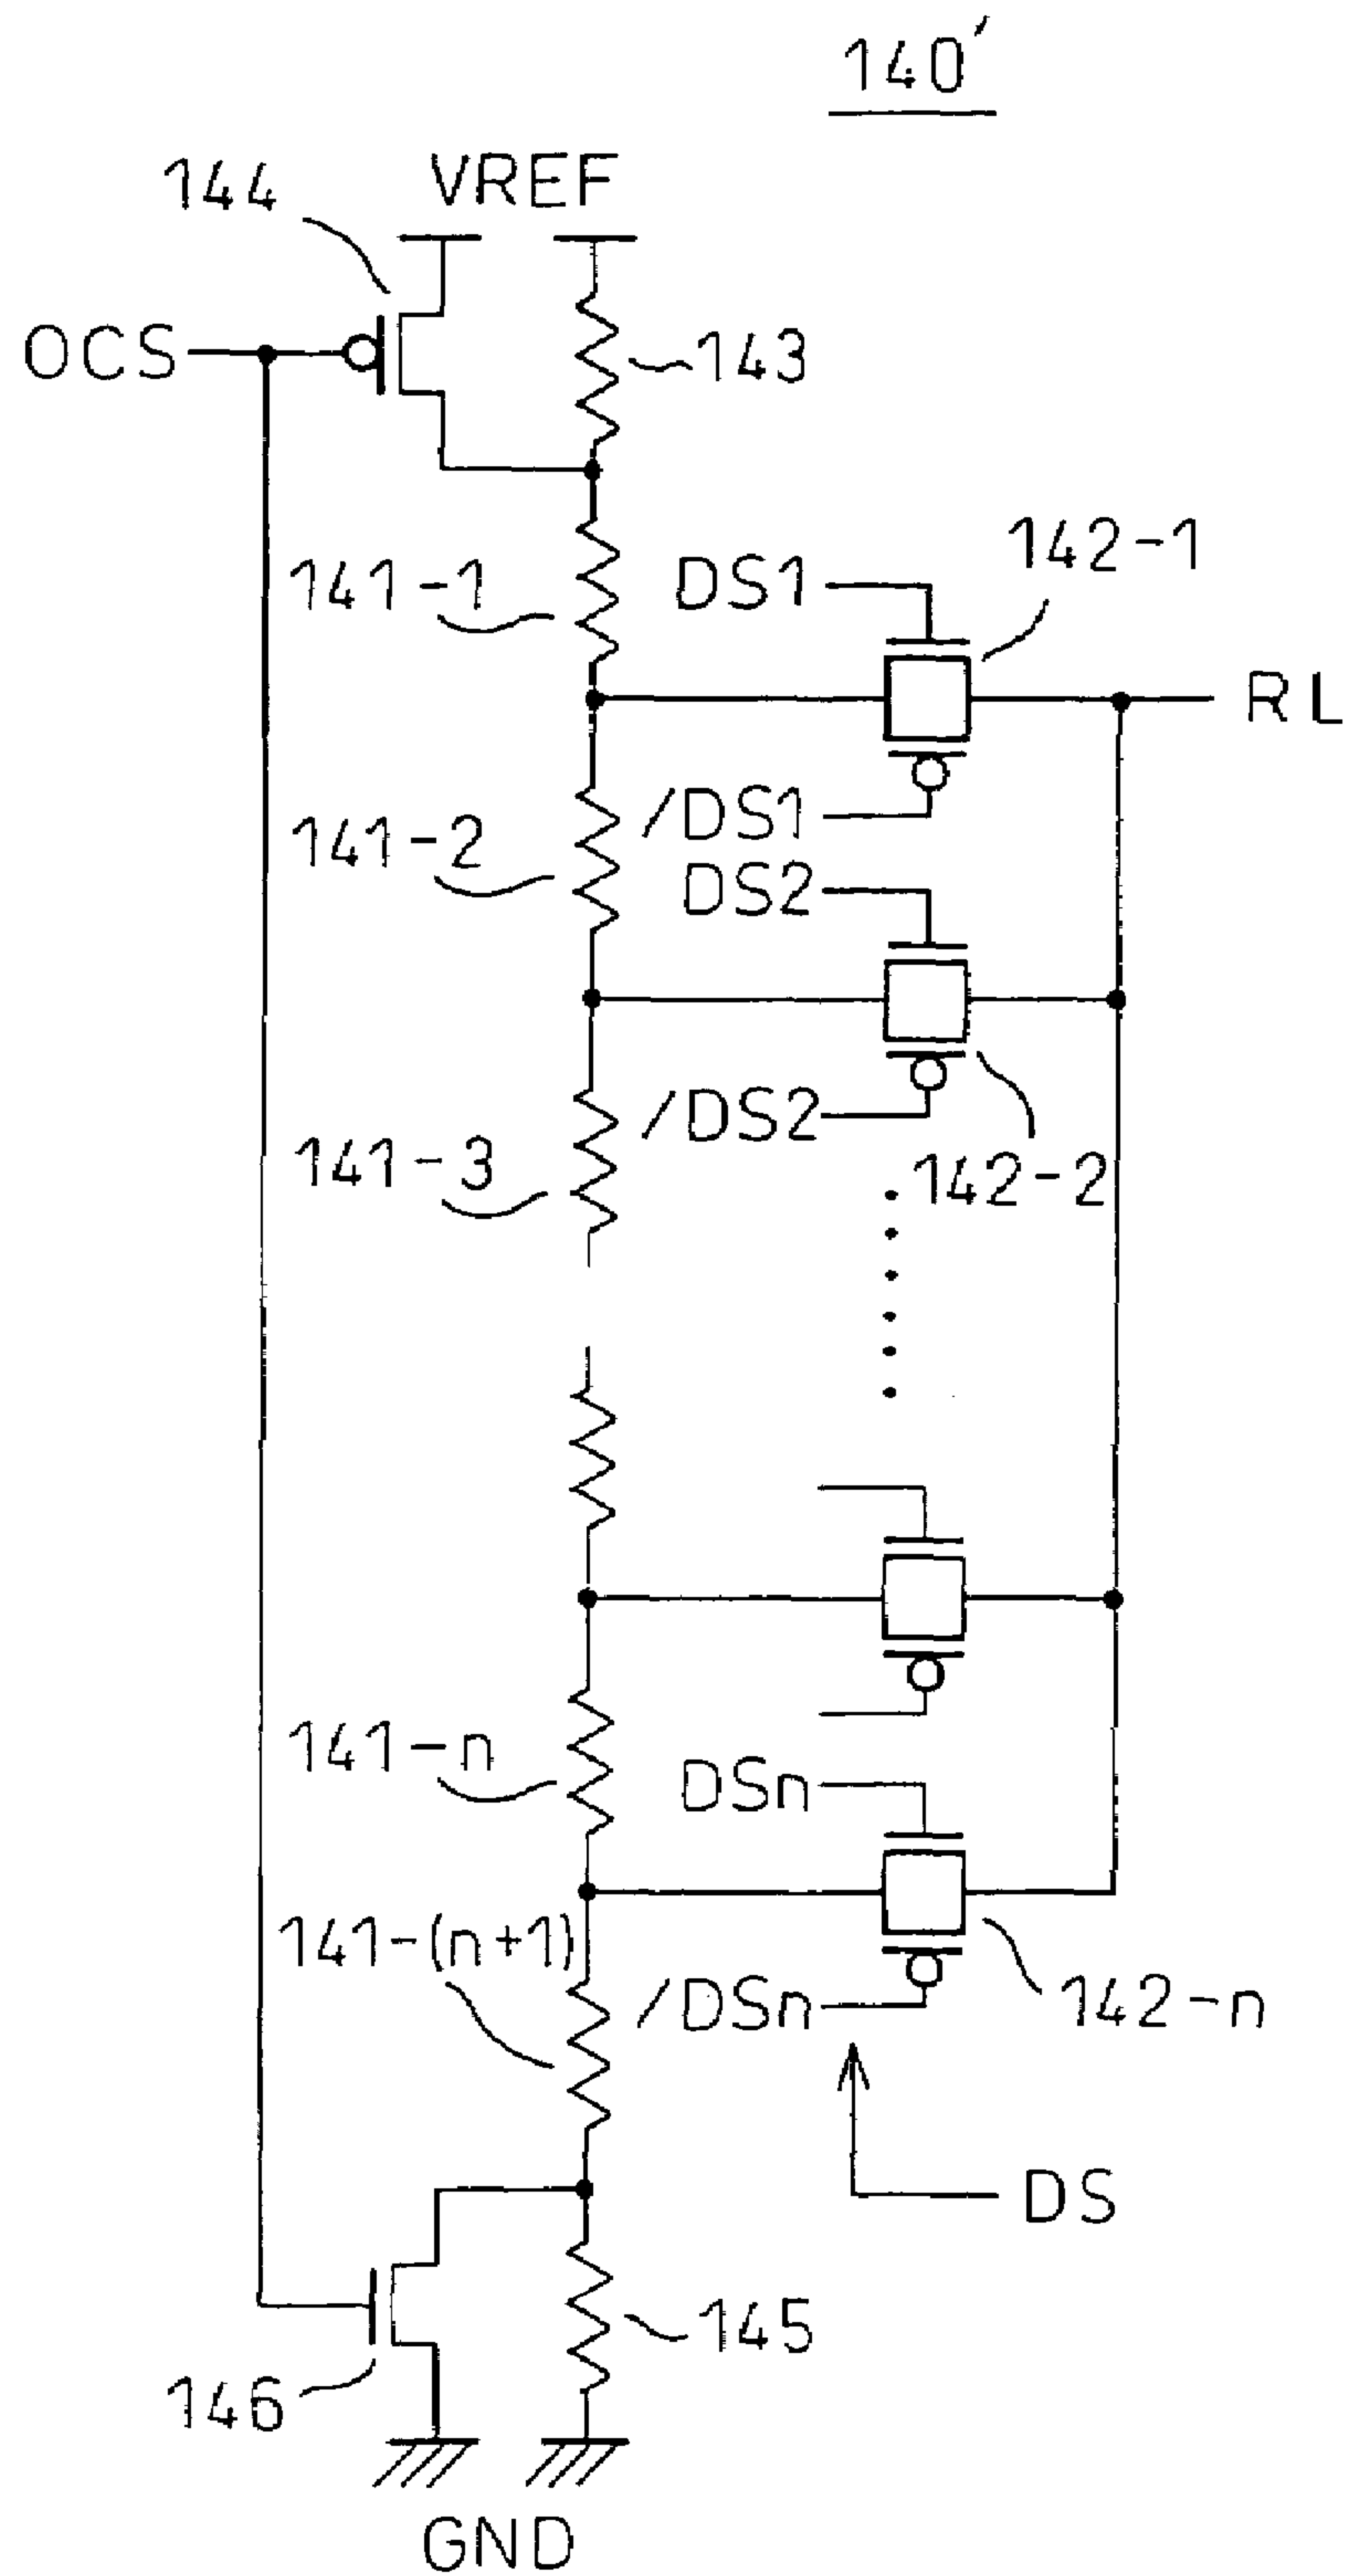 140'
144 VREF
OCS
143
142-1
DS1
141-1
RL
/DS1
141-2
DS2
/DS2
141-3
142-2
141-n
DSn
141-(n+1)
/DSn
142-n
DS
145
146
GND